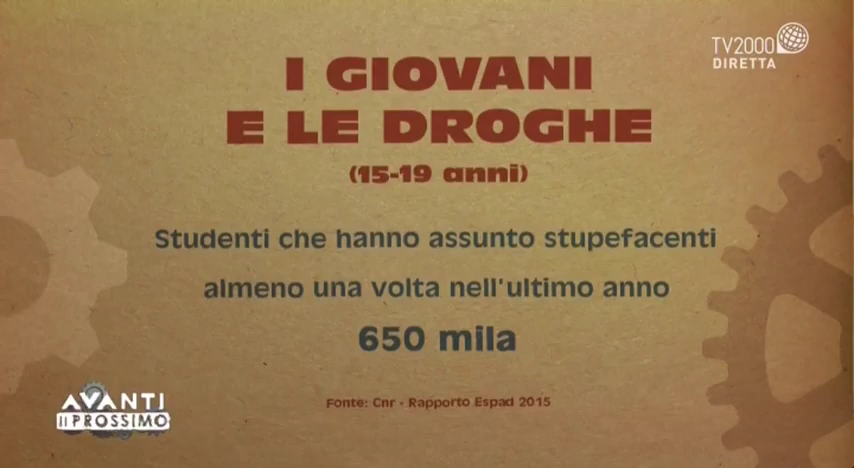 TV2000
DIRETTA
I GIOVANI
E LE DROGHE
(15-19 anni)
Studenti che hanno assunto stupefacenti
almeno una volta nell'ultimo anno
650 mila
Fonte: Cnr - Rapporto Espad 2015
AVANTI
Il PROSSIMO